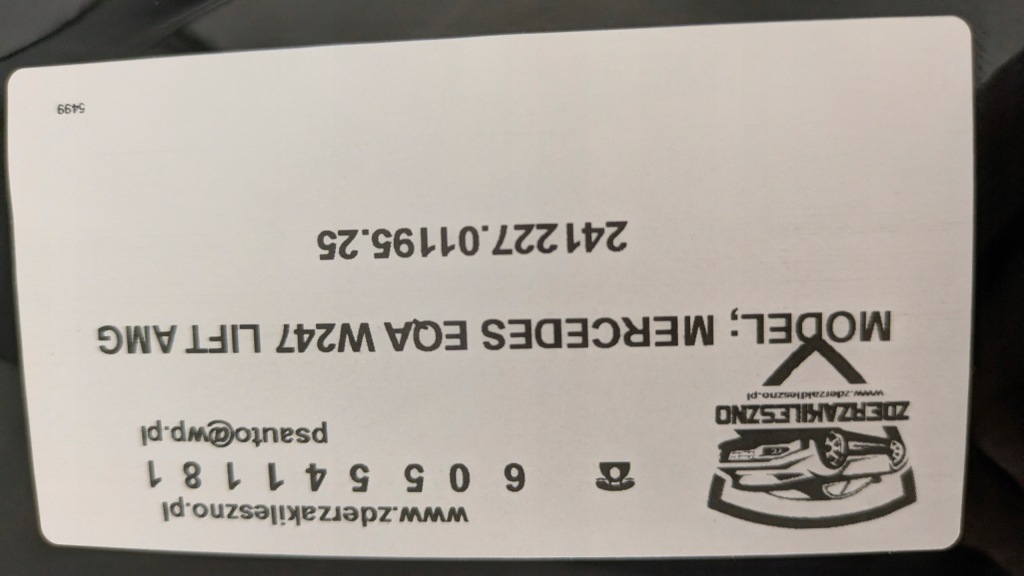 www.zderzakileszno.pl
6 0 5 5 4 1 1 8 1
psauto@wp.pl
ZDERZAKILESZNO
www.zderzakileszno.pl
MODEL; MERCEDES EQA W247 LIFT AMG
241227.01195.25
5499